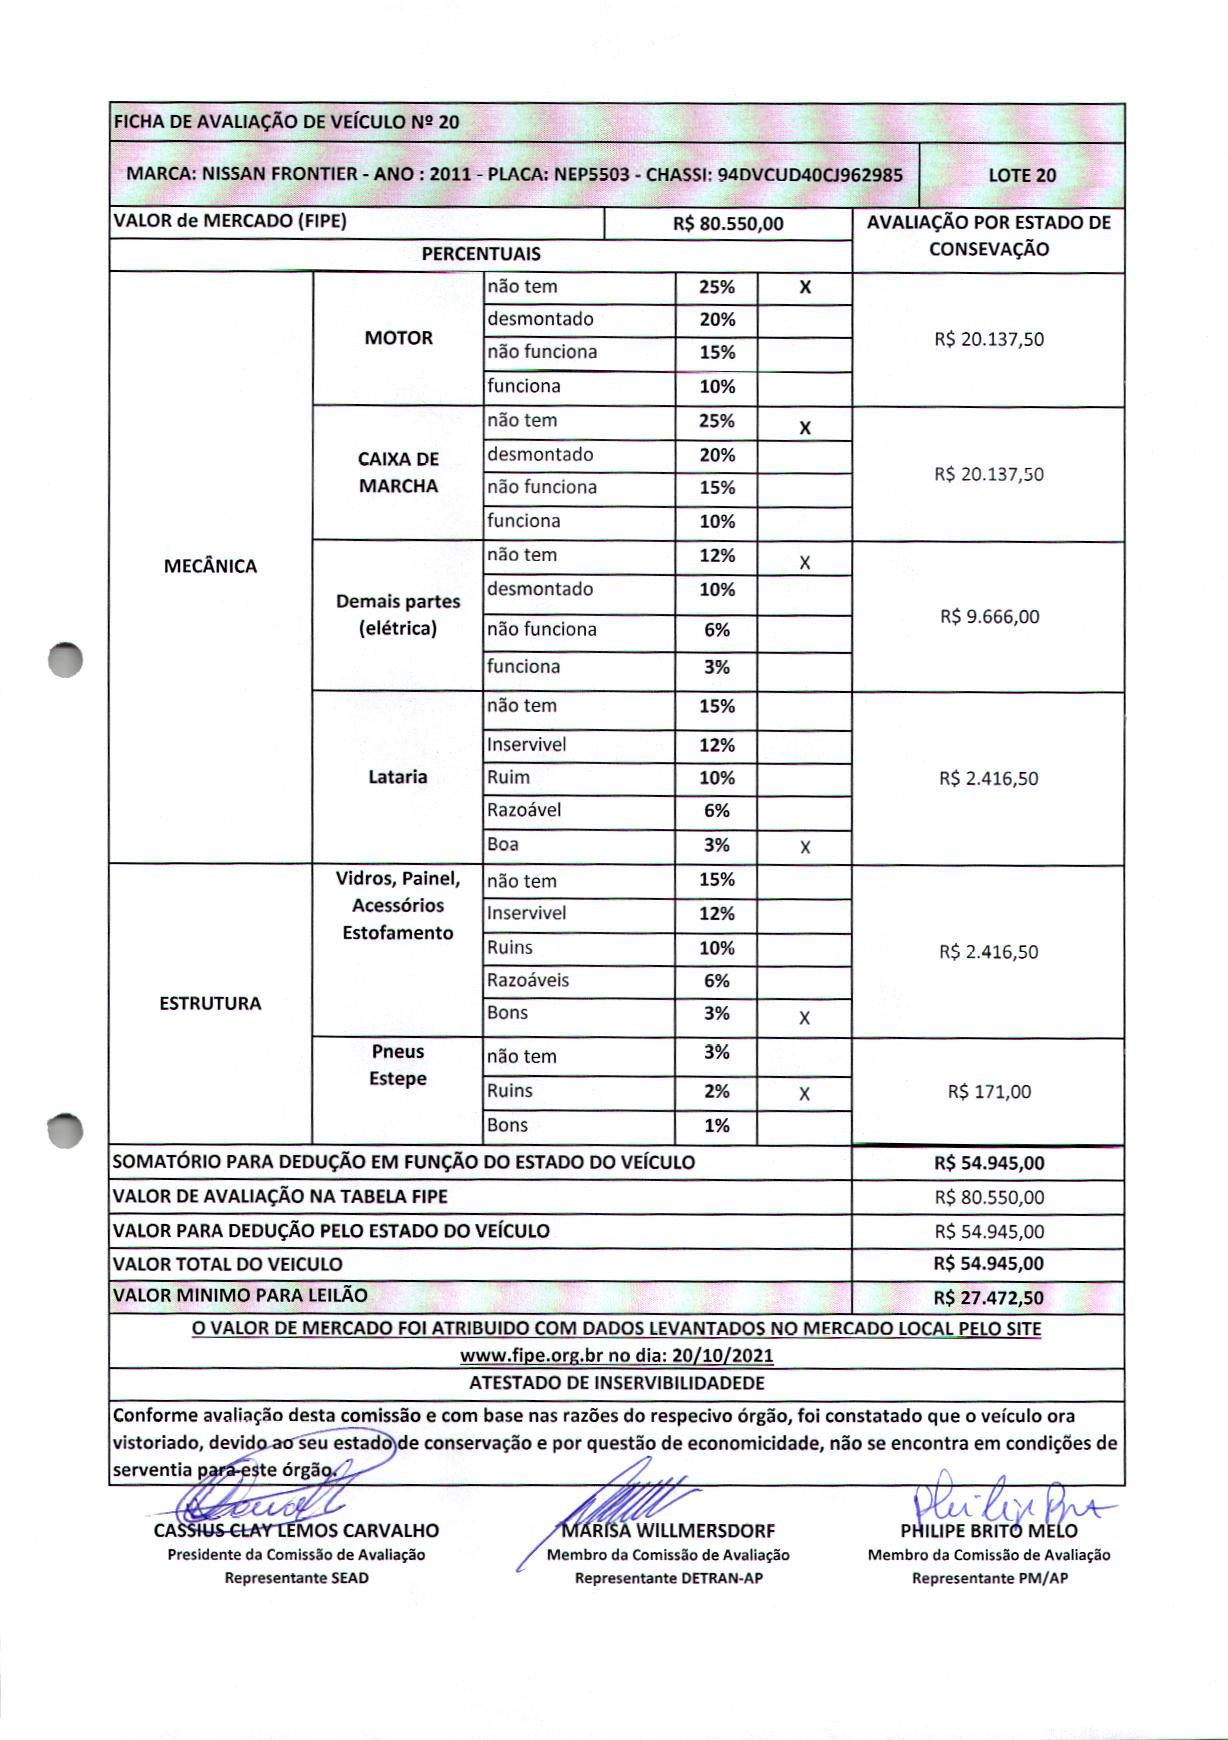 FICHA DE AVALIAÇÃO DE VEÍCULO Nº 20
MARCA: NISSAN FRONTIER - ANO : 2011 - PLACA: NEP5503 - CHASSI: 94DVCUD40CJ962985
LOTE 20
VALOR de MERCADO (FIPE)
R$ 80.550,00
AVALIAÇÃO POR ESTADO DE
CONSEVAÇÃO
PERCENTUAIS
MECÂNICA
MOTOR
não tem 25% X
desmontado 20%
não funciona 15%
funciona 10%
R$ 20.137,50
CAIXA DE
MARCHA
não tem 25% X
desmontado 20%
não funciona 15%
funciona 10%
R$ 20.137,50
Demais partes
(elétrica)
não tem 12% X
desmontado 10%
não funciona 6%
funciona 3%
R$ 9.666,00
Lataria
não tem 15%
Inservivel 12%
Ruim 10%
Razoável 6%
Boa 3% X
R$ 2.416,50
ESTRUTURA
Vidros, Painel,
Acessórios
Estofamento
não tem 15%
Inservivel 12%
Ruins 10%
Razoáveis 6%
Bons 3% X
R$ 2.416,50
Pneus
Estepe
não tem 3%
Ruins 2% X
Bons 1%
R$ 171,00
SOMATÓRIO PARA DEDUÇÃO EM FUNÇÃO DO ESTADO DO VEÍCULO R$ 54.945,00
VALOR DE AVALIAÇÃO NA TABELA FIPE R$ 80.550,00
VALOR PARA DEDUÇÃO PELO ESTADO DO VEÍCULO R$ 54.945,00
VALOR TOTAL DO VEICULO R$ 54.945,00
VALOR MINIMO PARA LEILÃO R$ 27.472,50
O VALOR DE MERCADO FOI ATRIBUIDO COM DADOS LEVANTADOS NO MERCADO LOCAL PELO SITE
www.fipe.org.br no dia: 20/10/2021
ATESTADO DE INSERVIBILIDADEDE
Conforme avaliação desta comissão e com base nas razões do respecivo órgão, foi constatado que o veículo ora
vistoriado, devido ao seu estado de conservação e por questão de economicidade, não se encontra em condições de
serventia para este órgão.
CASSIUS CLAY LEMOS CARVALHO
Presidente da Comissão de Avaliação
Representante SEAD
MARISA WILLMERSDORF
Membro da Comissão de Avaliação
Representante DETRAN-AP
PHILIPE BRITO MELO
Membro da Comissão de Avaliação
Representante PM/AP